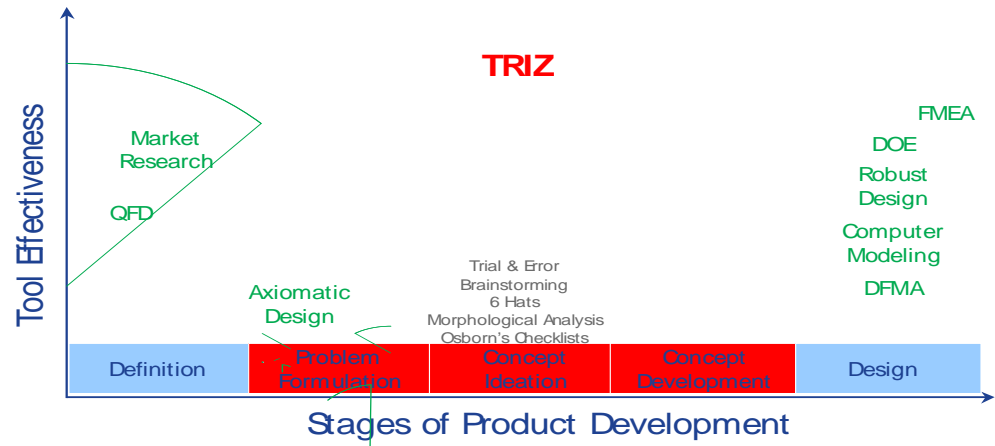 TRIZ
Tool Effectiveness
Market
Research
QFD
Axiomatic
Design
Trial & Error
Brainstorming
6 Hats
Morphological Analysis
Osborn's Checklists
FMEA
DOE
Robust
Design
Computer
Modeling
DFMA
Definition
Problem
Formulation
Concept
Ideation
Concept
Development
Design
Stages of Product Development